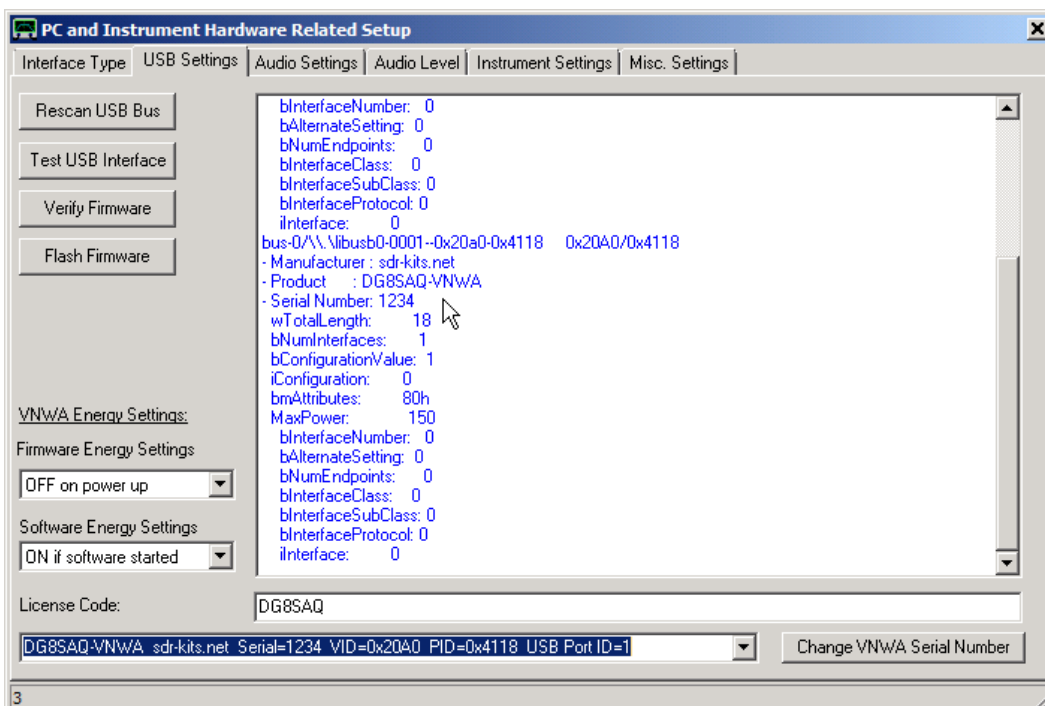 PC and Instrument Hardware Related Setup
Interface Type USB Settings Audio Settings Audio Level Instrument Settings Misc. Settings
Rescan USB Bus
Test USB Interface
Verify Firmware
Flash Firmware
VNWA Energy Settings:
Firmware Energy Settings
OFF on power up
Software Energy Settings
ON if software started
bInterfaceNumber: 0
bAlternateSetting: 0
bNumEndpoints: 0
bInterfaceClass: 0
bInterfaceSubClass: 0
bInterfaceProtocol: 0
iInterface: 0
bus-0/\\.\libusb0-0001--0x20a0-0x4118 0x20A0/0x4118
- Manufacturer : sdr-kits.net
- Product : DG8SAQ-VNWA
- Serial Number: 1234
wTotalLength: 18
bNumInterfaces: 1
bConfigurationValue: 1
iConfiguration: 0
bmAttributes: 80h
MaxPower: 150
bInterfaceNumber: 0
bAlternateSetting: 0
bNumEndpoints: 0
bInterfaceClass: 0
bInterfaceSubClass: 0
bInterfaceProtocol: 0
iInterface: 0
License Code: DG8SAQ
DG8SAQ-VNWA sdr-kits.net Serial=1234 VID=0x20A0 PID=0x4118 USB Port ID=1
Change VNWA Serial Number
3